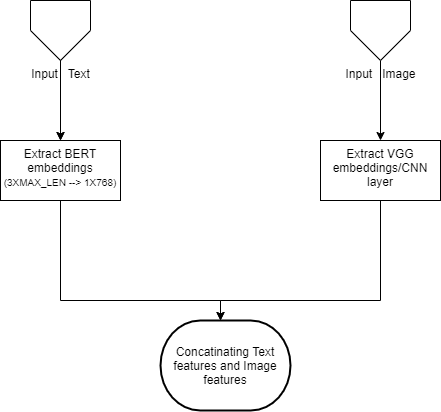 Input Text
Input Image
Extract BERT
embeddings
(3XMAX_LEN --> 1X768)
Extract VGG
embeddings/CNN
layer
Concatinating Text
features and Image
features